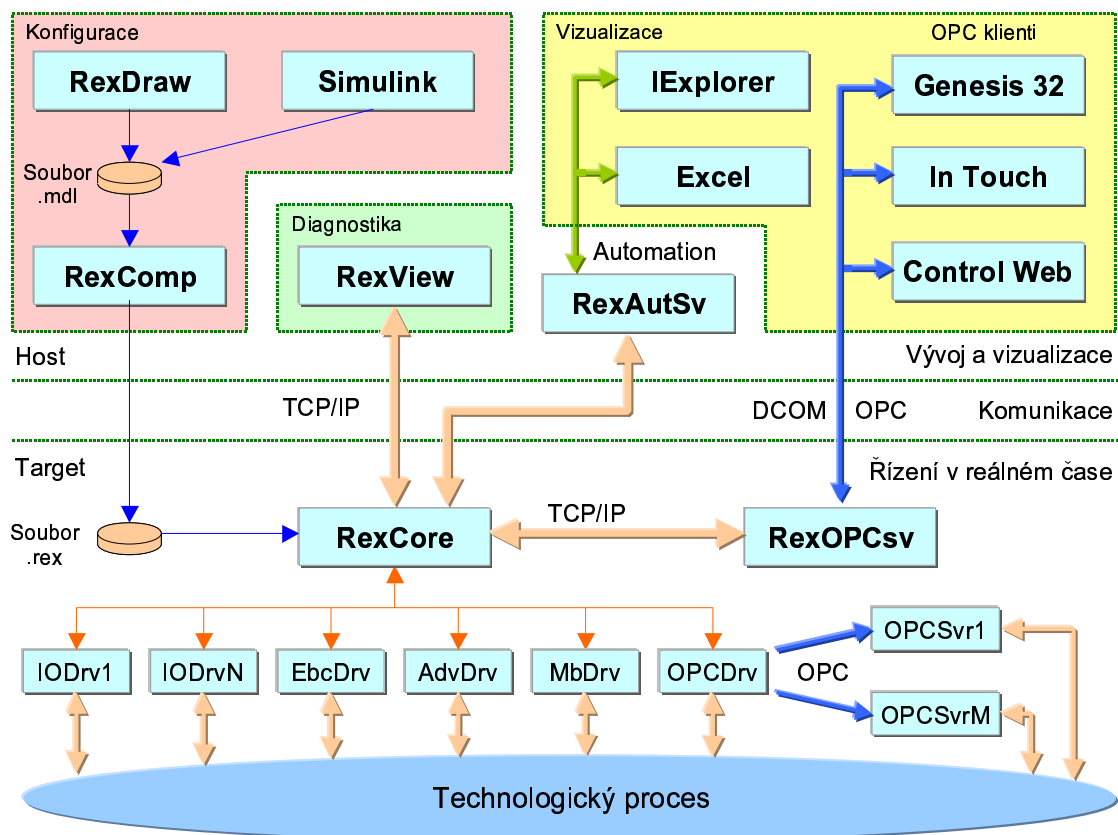 Konfigurace
RexDraw
Simulink
Soubor
.mdl
RexComp
Diagnostika
RexView
Vizualizace
OPC klienti
IExplorer
Genesis 32
Excel
In Touch
Automation
Control Web
RexAutSv
Host
Vývoj a vizualizace
TCP/IP
DCOM
OPC
Komunikace
Target
Řízení v reálném čase
Soubor
.rex
RexCore
TCP/IP
RexOPCsv
IODrv1
IODrvN
EbcDrv
AdvDrv
MbDrv
OPCDrv
OPC
OPCSvr1
OPCSvrM
Technologický proces